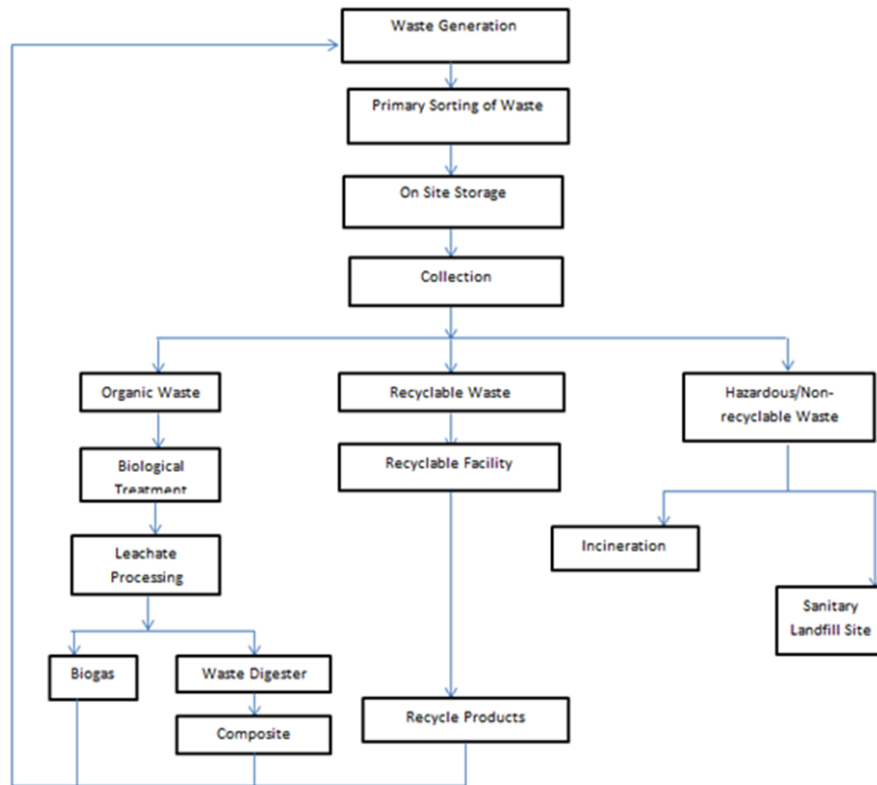 Waste Generation
Primary Sorting of Waste
On Site Storage
Collection
Organic Waste
Recyclable Waste
Hazardous/Non-
recyclable Waste
Biological
Treatment
Recyclable Facility
Leachate
Processing
Incineration
Sanitary
Landfill Site
Biogas
Waste Digester
Recycle Products
Composite